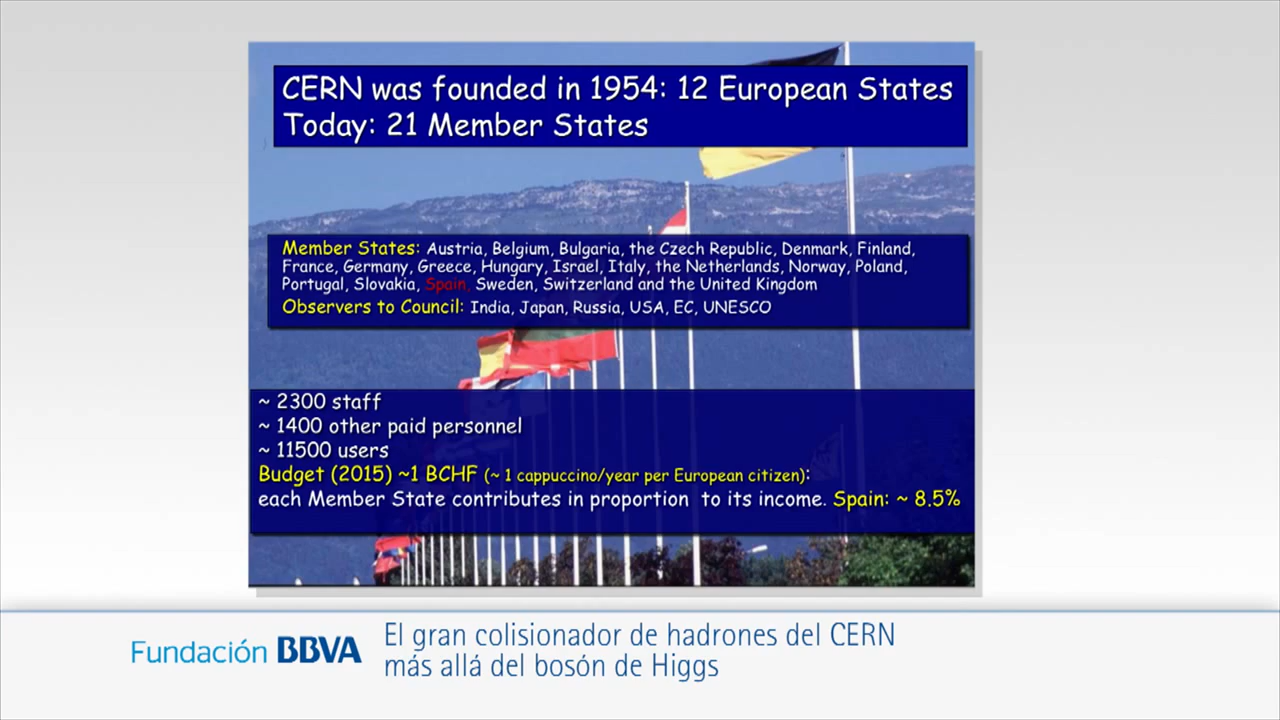 CERN was founded in 1954: 12 European States
Today: 21 Member States
Member States: Austria, Belgium, Bulgaria, the Czech Republic, Denmark, Finland,
France, Germany, Greece, Hungary, Israel, Italy, the Netherlands, Norway, Poland,
Portugal, Slovakia, Spain, Sweden, Switzerland and the United Kingdom
Observers to Council: India, Japan, Russia, USA, EC, UNESCO
~ 2300 staff
~ 1400 other paid personnel
~ 11500 users
Budget (2015) ~1 BCHF (~ 1 cappuccino/year per European citizen):
each Member State contributes in proportion to its income. Spain: ~ 8.5%
Fundación BBVA
El gran colisionador de hadrones del CERN
más allá del bosón de Higgs